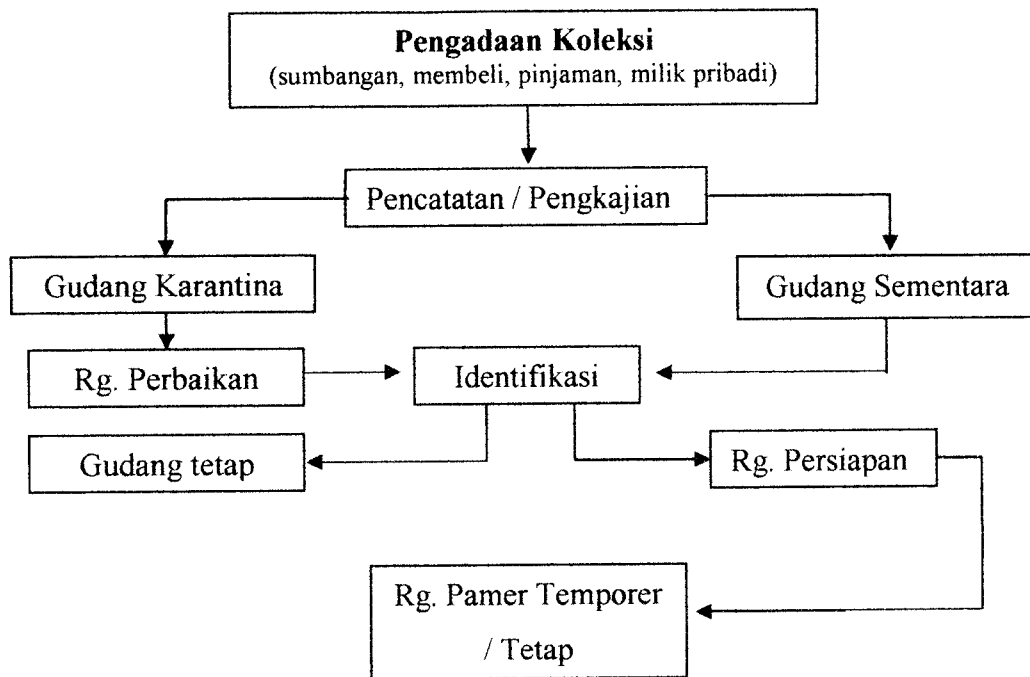 Pengadaan Koleksi
(sumbangan, membeli, pinjaman, milik pribadi)
Pencatatan / Pengkajian
Gudang Karantina
Gudang Sementara
Rg. Perbaikan
Identifikasi
Gudang tetap
Rg. Persiapan
Rg. Pamer Temporer
/ Tetap